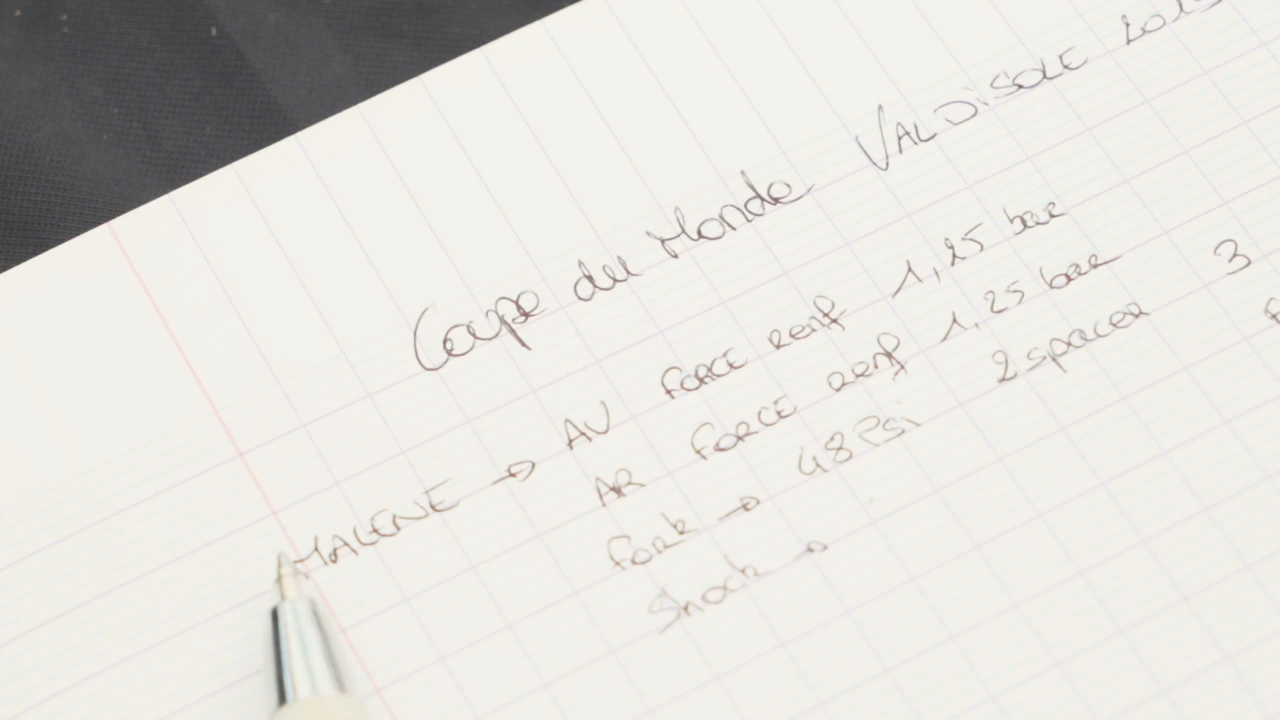 Coupe du Monde VALDISOLE
MALENE → AV FORCE renf 1,25 bar
AR FORCE renf 1,25 bar
Fork → 48 Psi 2 spacer 3
Shock →